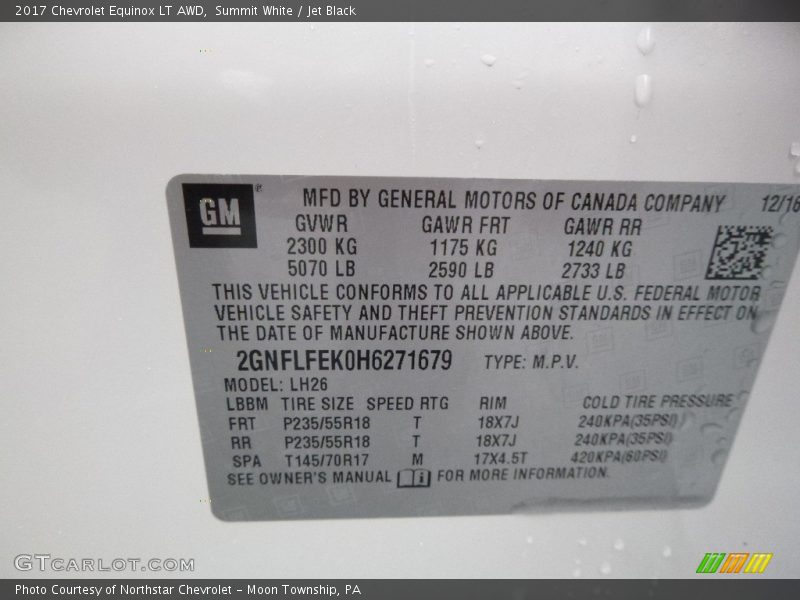 2017 Chevrolet Equinox LT AWD, Summit White / Jet Black
GM ®
MFD BY GENERAL MOTORS OF CANADA COMPANY 12/16
GVWR GAWR FRT GAWR RR
2300 KG 1175 KG 1240 KG
5070 LB 2590 LB 2733 LB
THIS VEHICLE CONFORMS TO ALL APPLICABLE U.S. FEDERAL MOTOR
VEHICLE SAFETY AND THEFT PREVENTION STANDARDS IN EFFECT ON
THE DATE OF MANUFACTURE SHOWN ABOVE.
2GNFLFEK0H6271679 TYPE: M.P.V.
MODEL: LH26
LBBM TIRE SIZE SPEED RTG RIM COLD TIRE PRESSURE
FRT P235/55R18 T 18X7J 240KPA(35PSI)
RR P235/55R18 T 18X7J 240KPA(35PSI)
SPA T145/70R17 M 17X4.5T 420KPA(60PSI)
SEE OWNER'S MANUAL i FOR MORE INFORMATION.
GTCARLOT.COM
Photo Courtesy of Northstar Chevrolet – Moon Township, PA